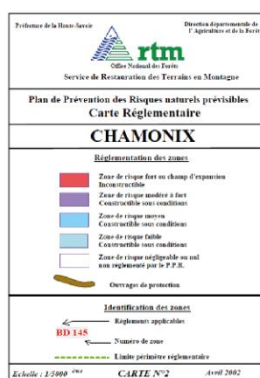 Préfecture de la Haute-Savoie
Direction départementale de
l'Agriculture et de la Forêt
rtm
Office National des Forêts
Service de Restauration des Terrains en Montagne
Plan de Prévention des Risques naturels prévisibles
Carte Réglementaire
CHAMONIX
Réglementation des zones
Zone de risque fort ou champ d'expansion
Inconstructible
Zone de risque modéré à fort
Constructible sous conditions
Zone de risque moyen
Constructible sous conditions
Zone de risque faible
Constructible sous conditions
Zone de risque négligeable ou nul
non réglementé par le P.P.R.
Ouvrages de protection
Identification des zones
Règlements applicables
BD 145
Numéro de zone
Limite périmètre réglementaire
Echelle : 1/5000 ème
CARTE N°2
Avril 2002